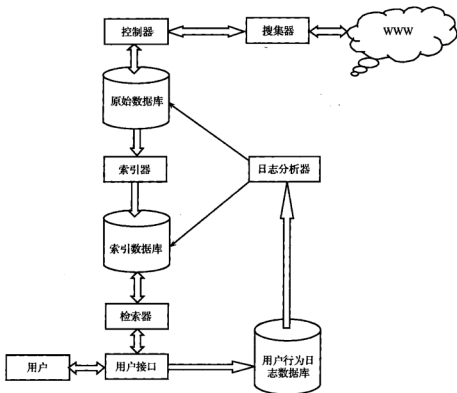 控制器
搜集器
WWW
原始数据库
索引器
日志分析器
索引数据库
检索器
用户
用户接口
用户行为日
志数据库